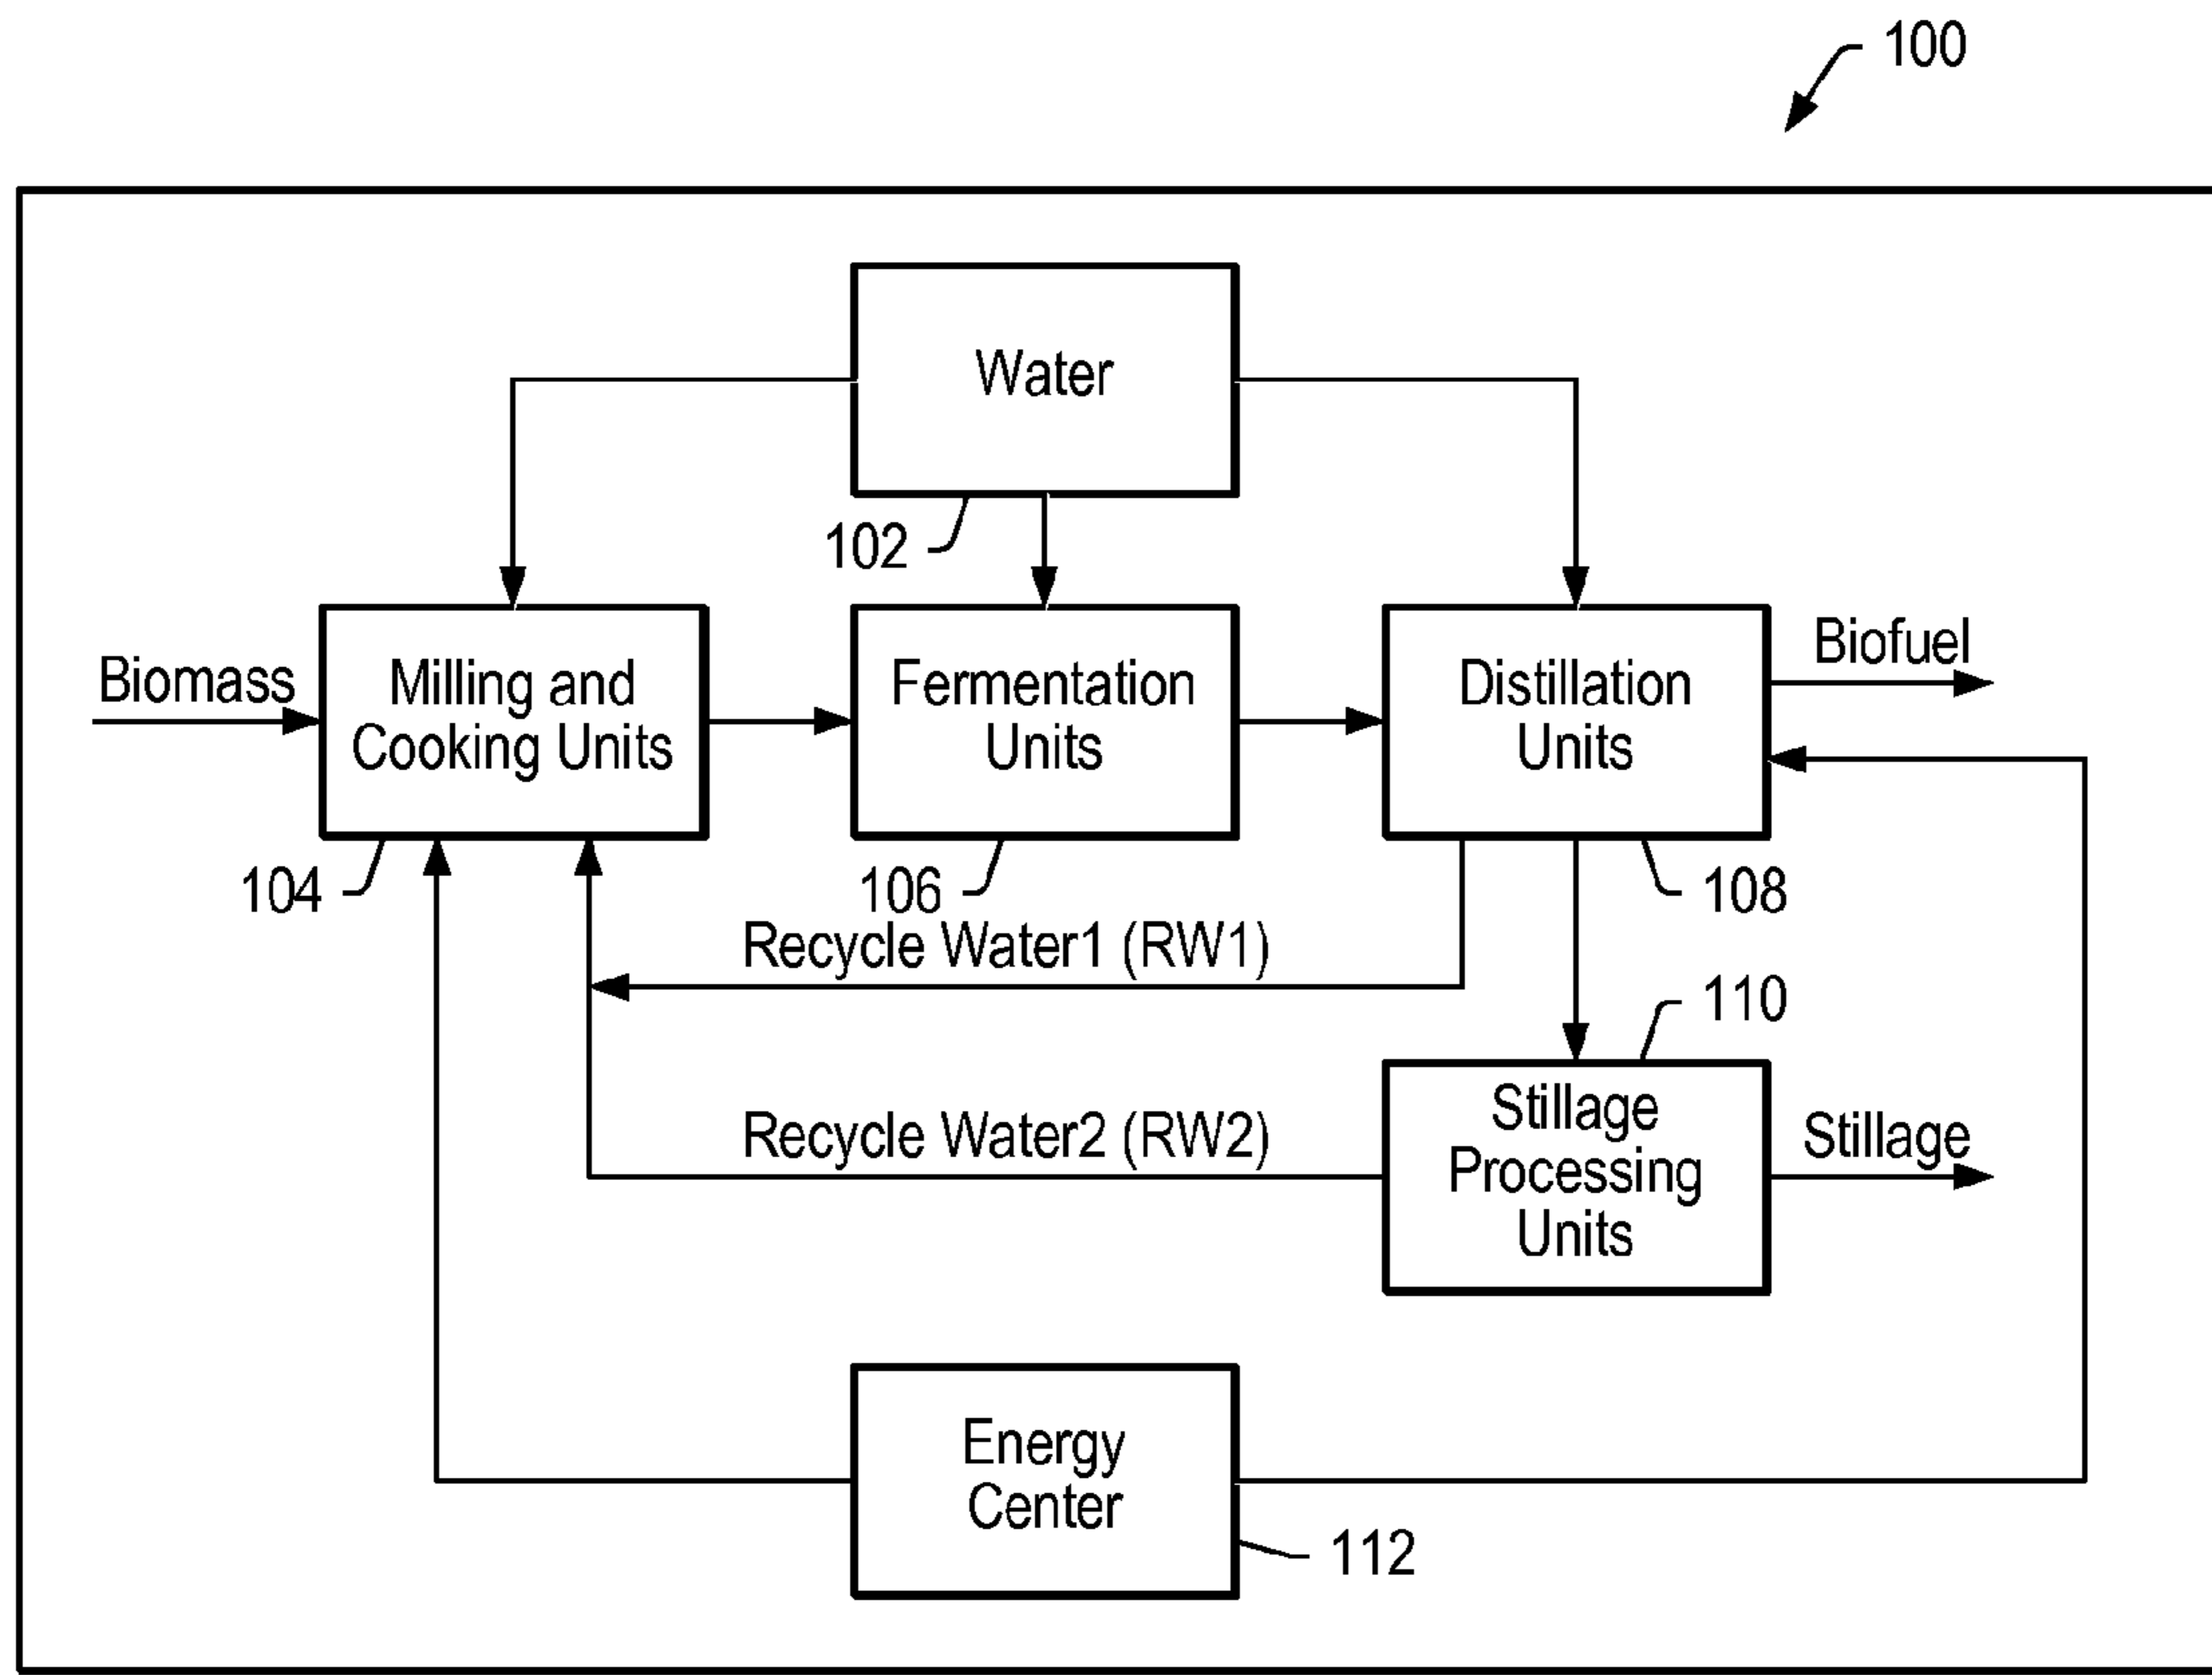 100
Water
102
Biomass
Milling and
Cooking Units
Fermentation
Units
Distillation
Units
Biofuel
104
106
108
Recycle Water1 (RW1)
110
Recycle Water2 (RW2)
Stillage
Processing
Units
Stillage
Energy
Center
112